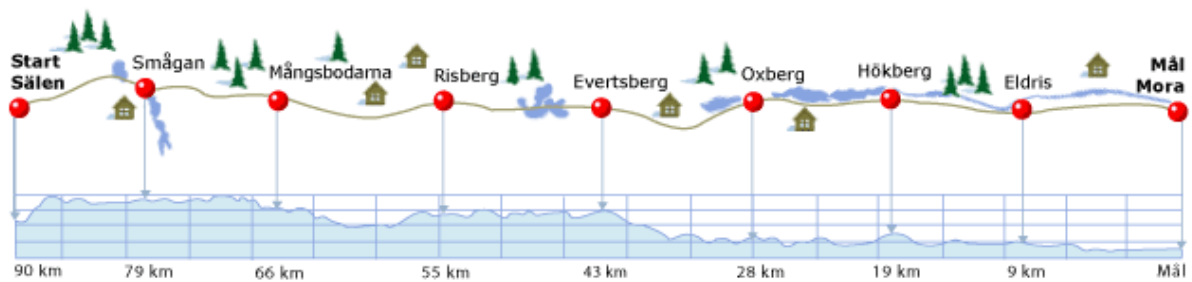 Start
Sälen
Smågan
Mångsbodarna
Risberg
Evertsberg
Oxberg
Hökberg
Eldris
Mål
Mora
90 km
79 km
66 km
55 km
43 km
28 km
19 km
9 km
Mål